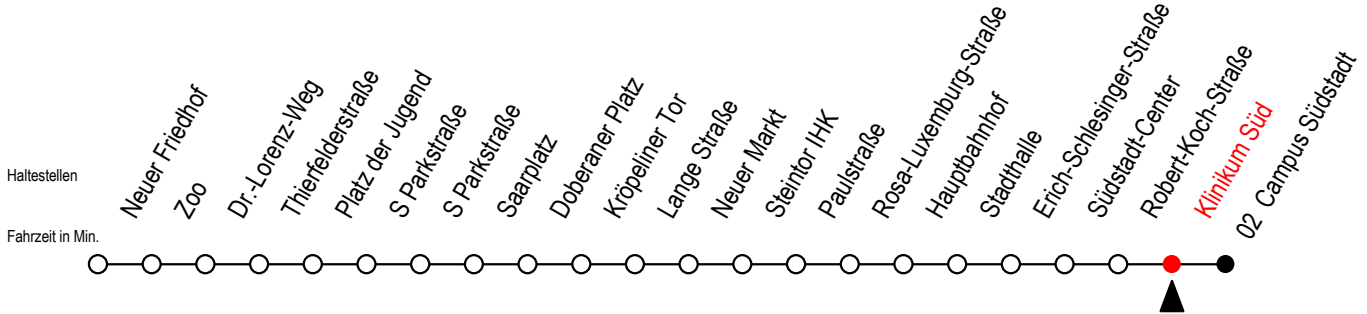 Haltestellen
Neuer Friedhof
Zoo
Dr.-Lorenz-Weg
Thierfelderstraße
Platz der Jugend
S Parkstraße
S Parkstraße
Saarplatz
Doberaner Platz
Kröpeliner Tor
Lange Straße
Neuer Markt
Steintor IHK
Paulstraße
Rosa-Luxemburg-Straße
Hauptbahnhof
Stadthalle
Erich-Schlesinger-Straße
Südstadt-Center
Robert-Koch-Straße
Klinikum Süd
02 Campus Südstadt
Fahrzeit in Min.